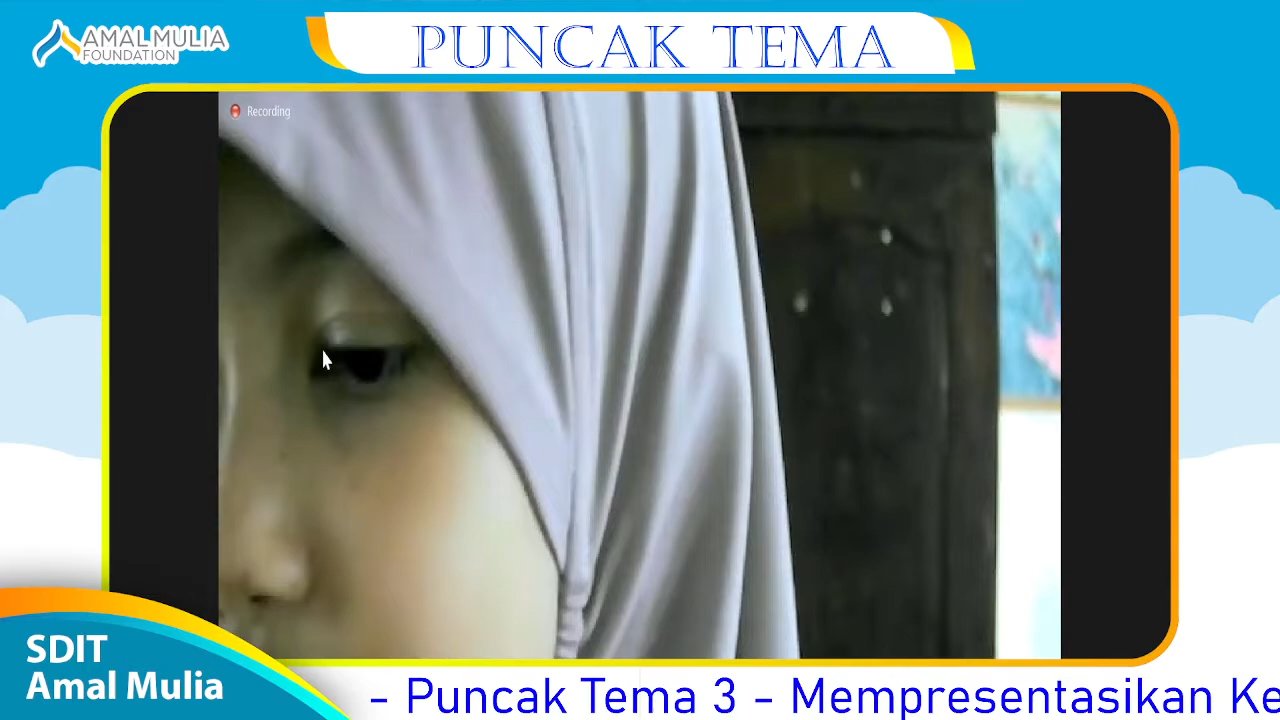 AMAL MULIA
FOUNDATION
PUNCAK TEMA
Recording
SDIT
Amal Mulia
- Puncak Tema 3 - Mempresentasikan Ke